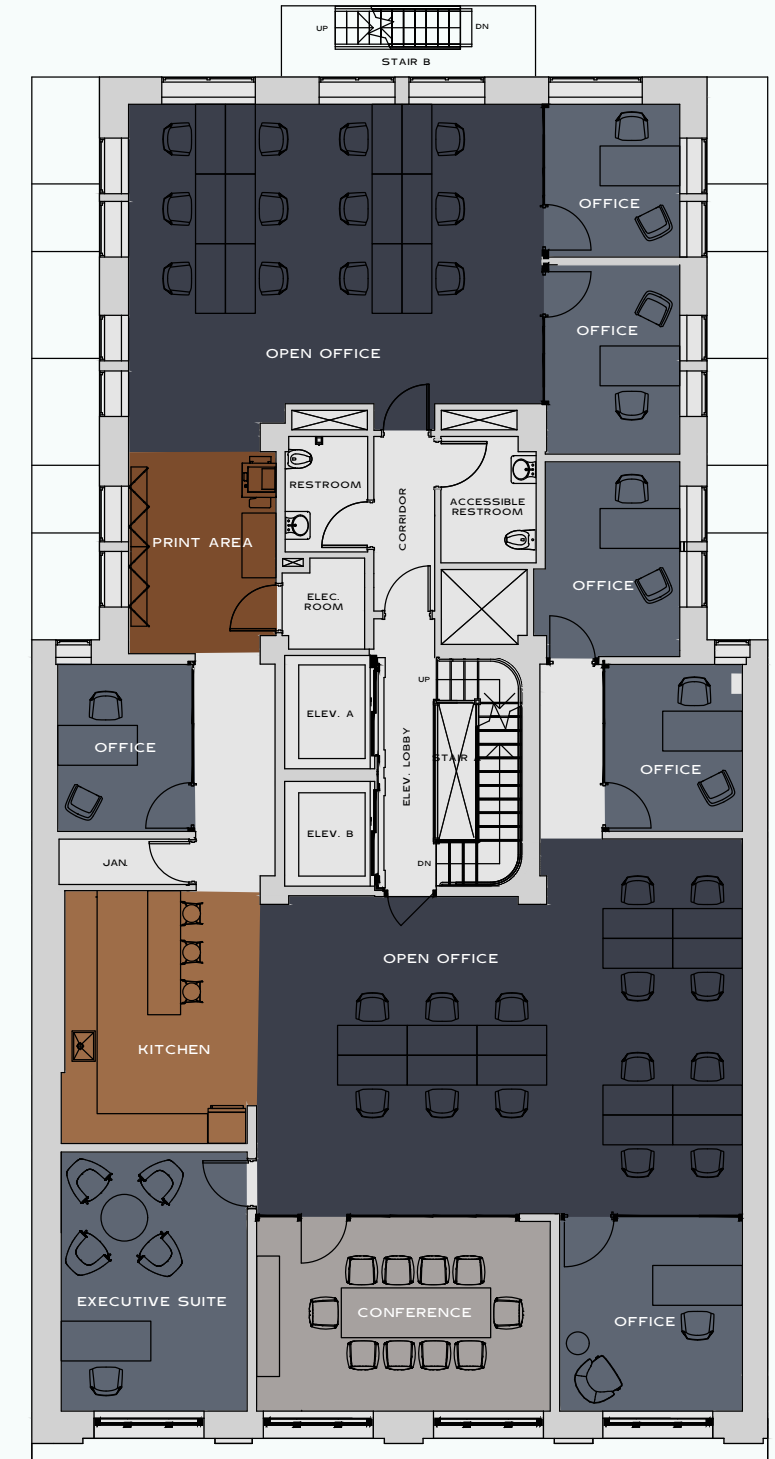 UP
DN
STAIR B
OFFICE
OFFICE
OPEN OFFICE
RESTROOM
ACCESSIBLE
RESTROOM
CORRIDOR
PRINT AREA
OFFICE
ELEC.
ROOM
UP
ELEV. A
ELEV. LOBBY
STAIR
OFFICE
OFFICE
ELEV. B
JAN.
DN
OPEN OFFICE
KITCHEN
EXECUTIVE SUITE
CONFERENCE
OFFICE